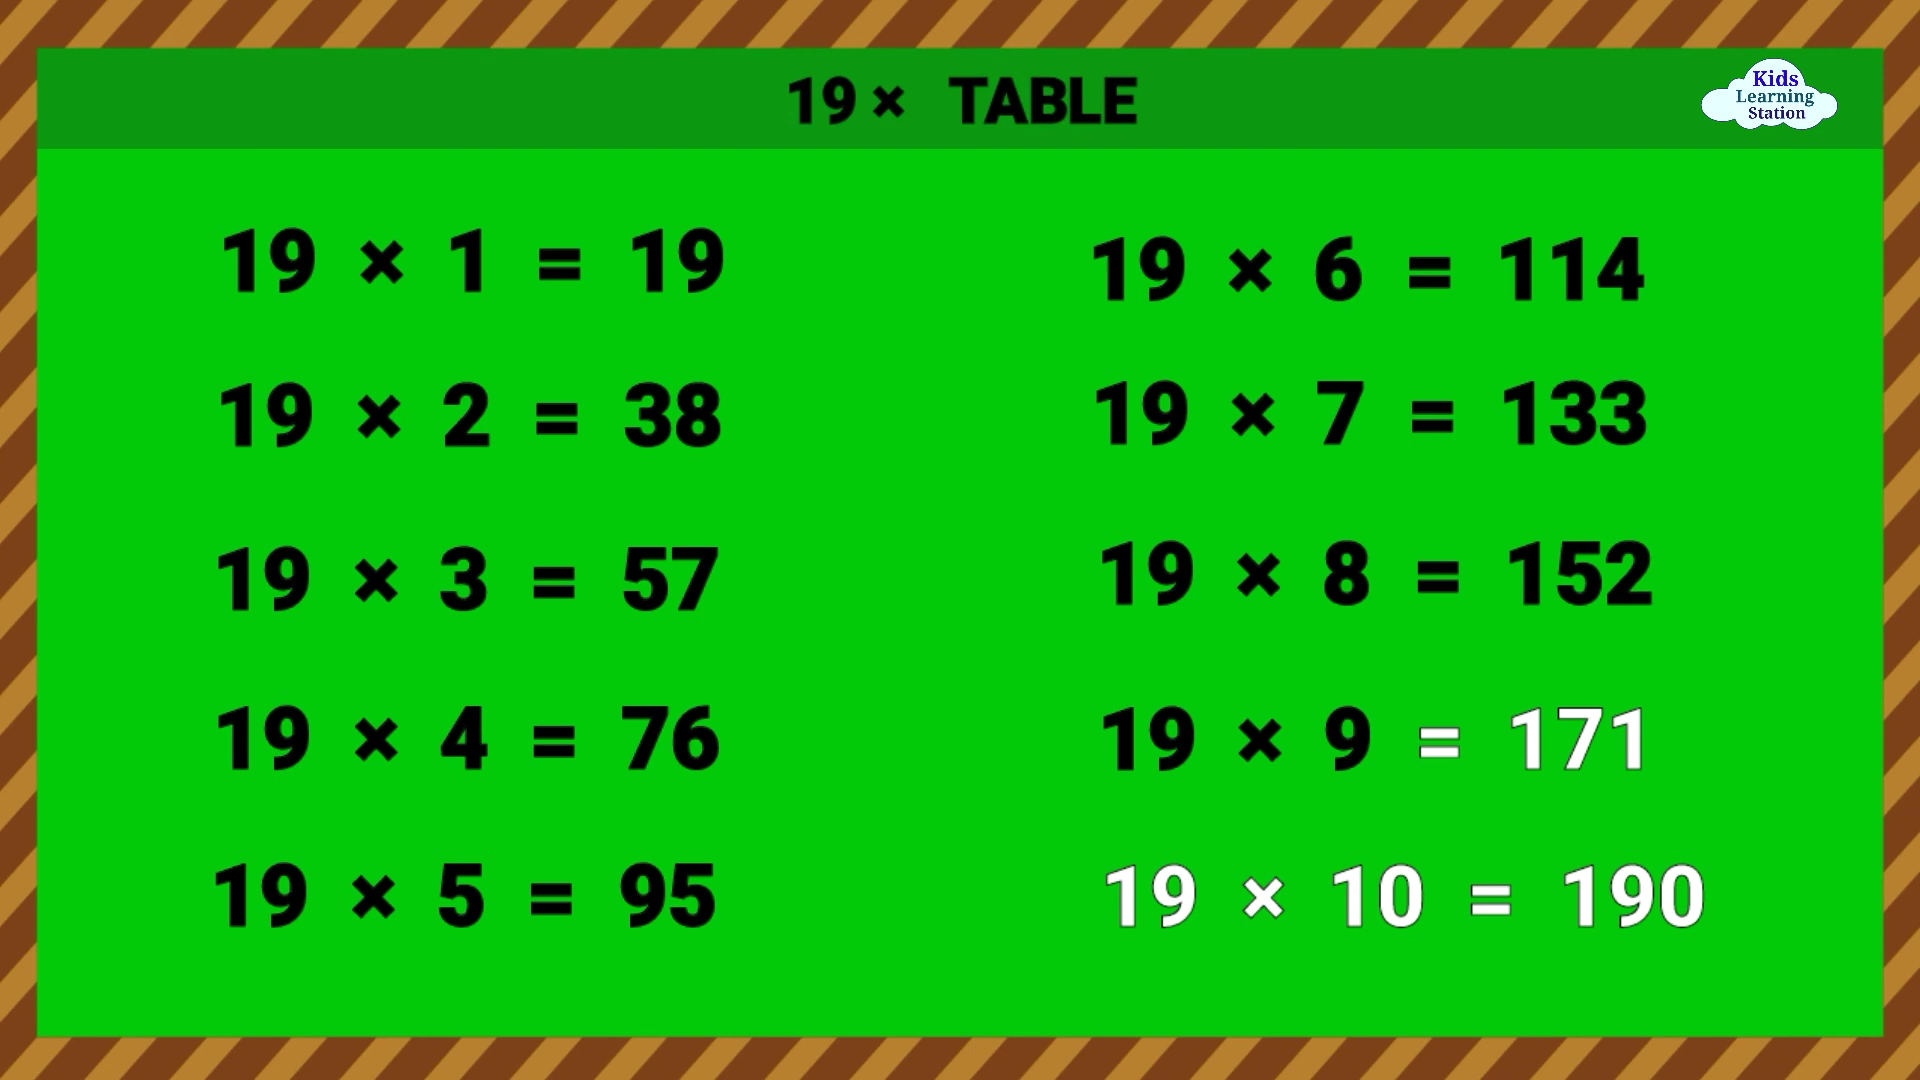 19 × TABLE
Kids
Learning
Station
19 × 1 = 19
19 × 2 = 38
19 × 3 = 57
19 × 4 = 76
19 × 5 = 95
19 × 6 = 114
19 × 7 = 133
19 × 8 = 152
19 × 9 = 171
19 × 10 = 190